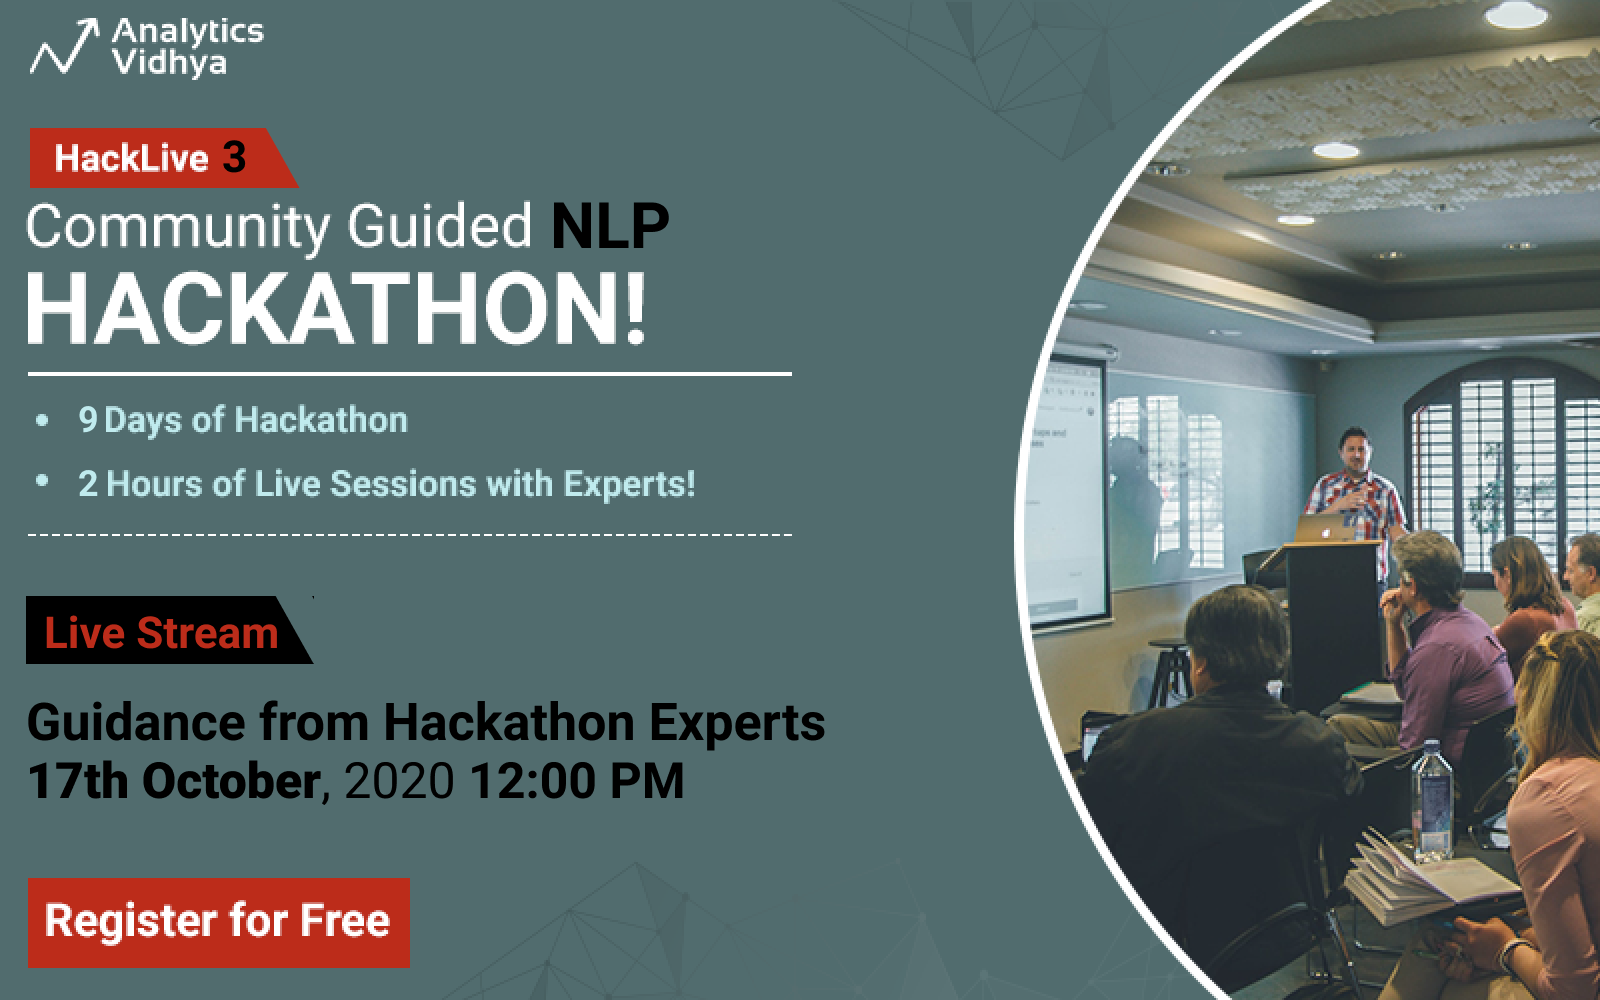 Analytics
Vidhya
HackLive 3
Community Guided NLP
HACKATHON!
• 9 Days of Hackathon
• 2 Hours of Live Sessions with Experts!
Live Stream
Guidance from Hackathon Experts
17th October, 2020 12:00 PM
Register for Free